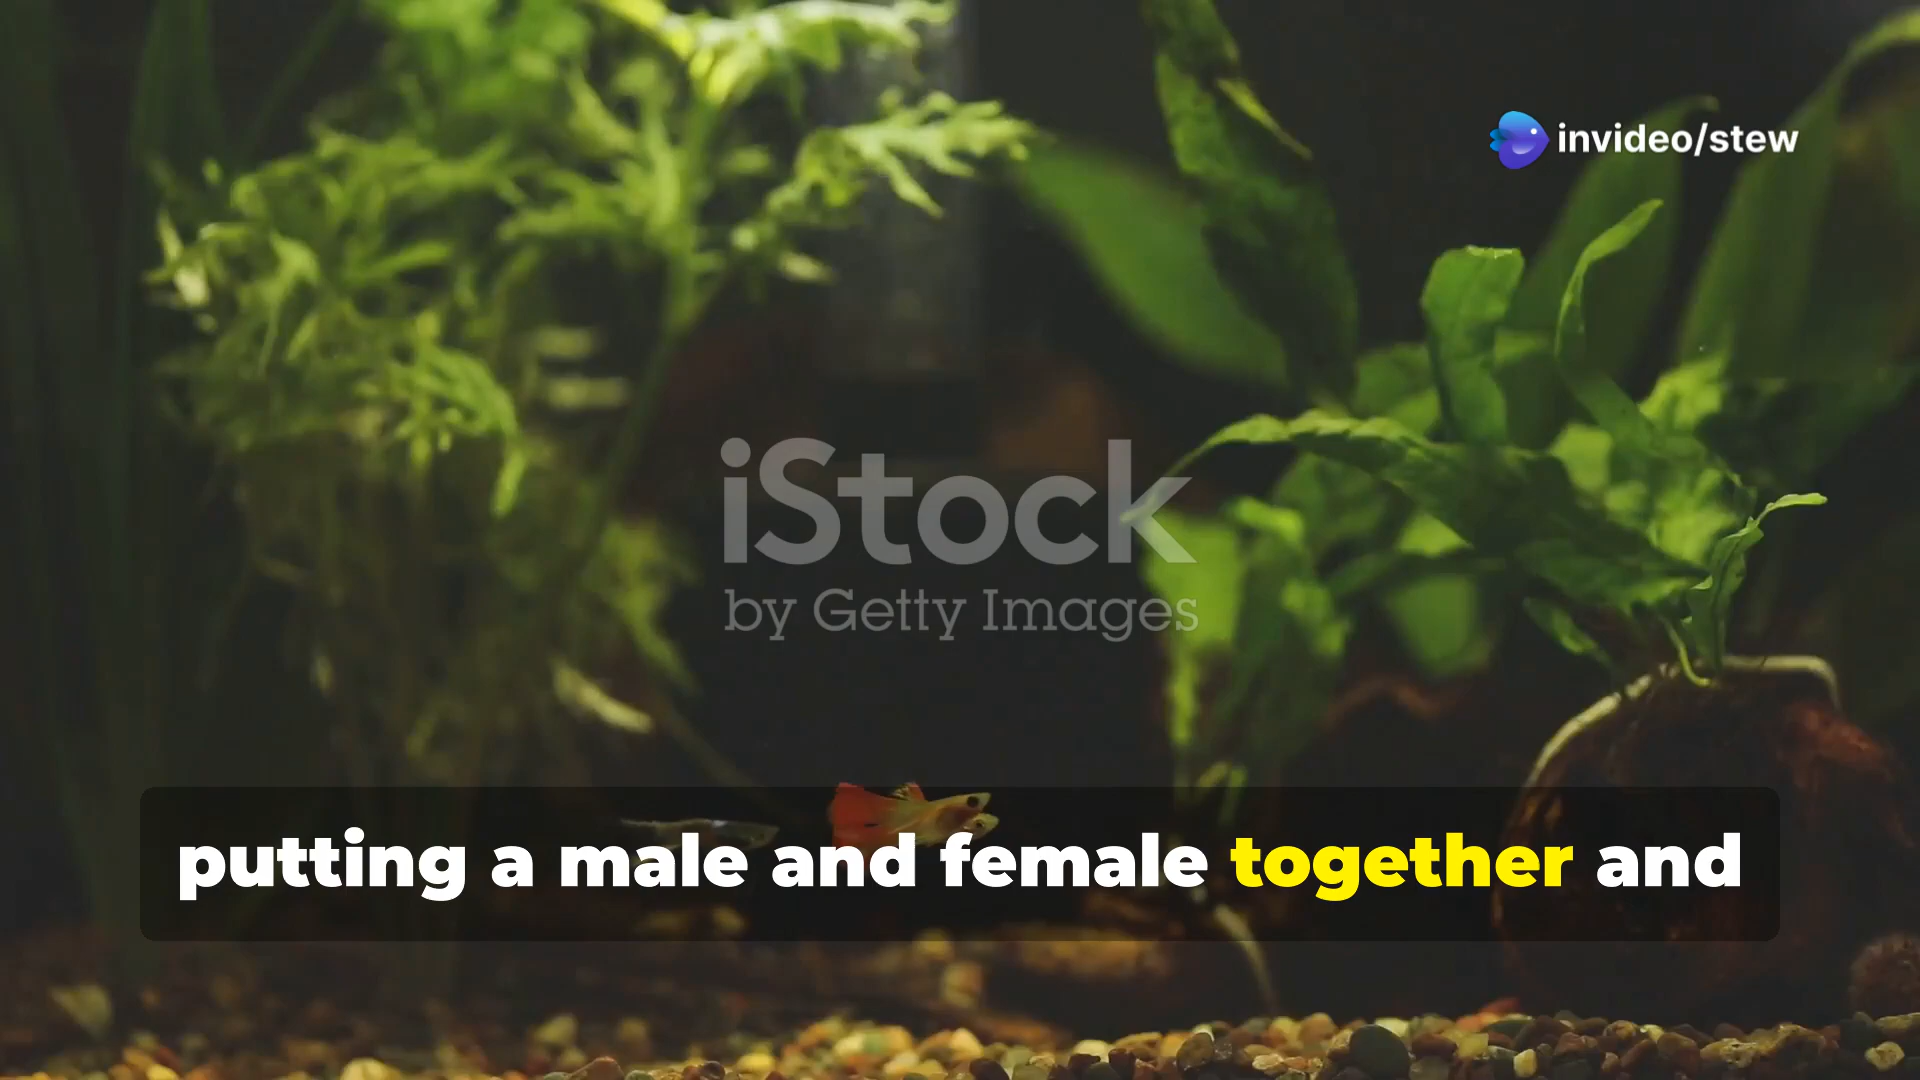 invideo/stew
iStock
by Getty Images
putting a male and female together and